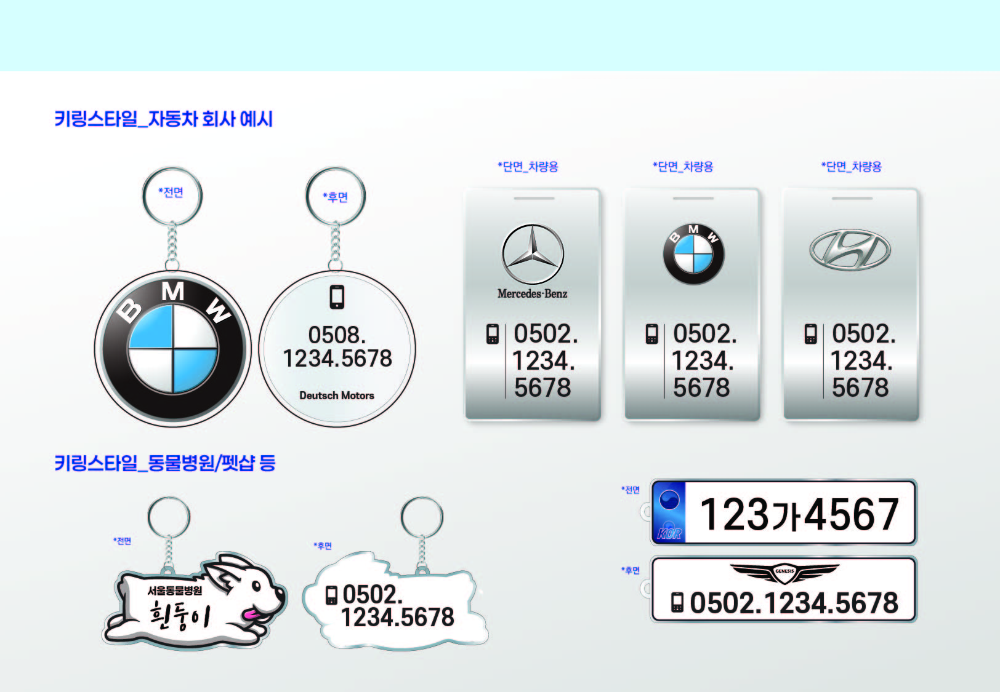 키링스타일_자동차 회사 예시
*전면
*후면
B M W
0508.
1234.5678
Deutsch Motors
*단면_차량용
Mercedes-Benz
0502.
1234.
5678
*단면_차량용
B M W
0502.
1234.
5678
*단면_차량용
0502.
1234.
5678
키링스타일_동물병원/펫샵 등
*전면
서울동물병원
흰둥이
*후면
0502.
1234.5678
*전면
KOR
123가4567
*후면
GENESIS
0502.1234.5678